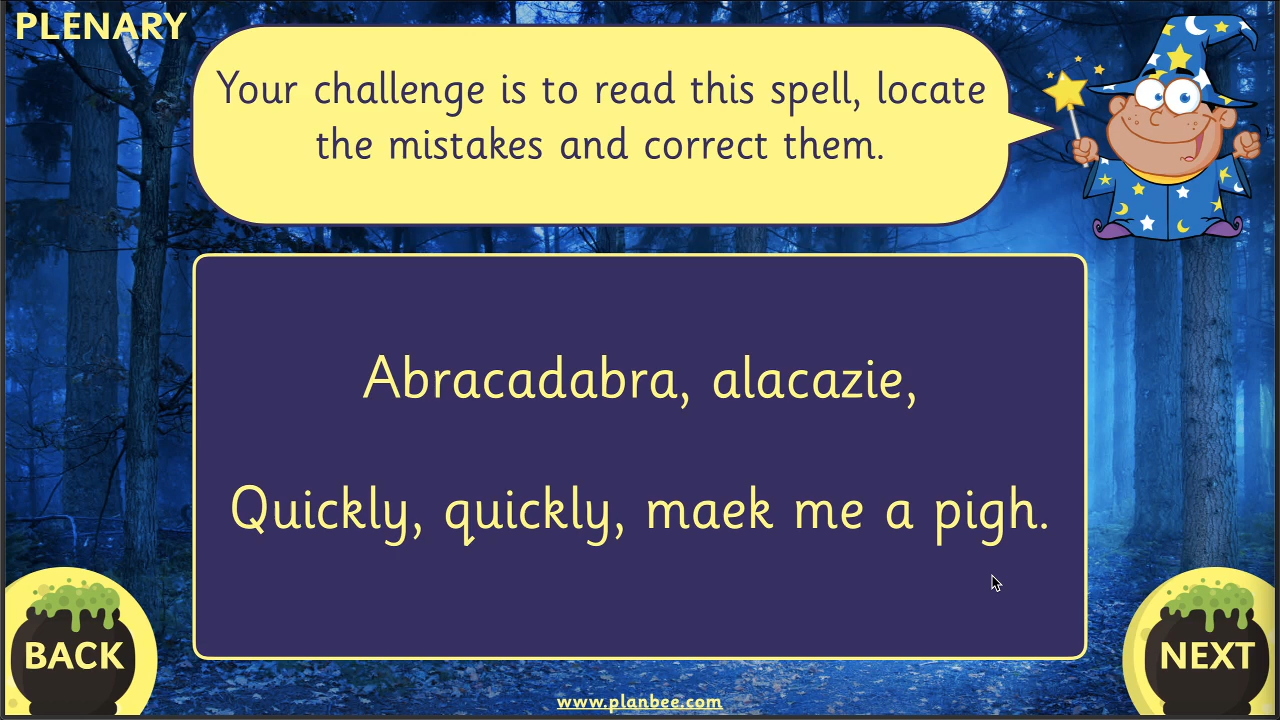 PLENARY
Your challenge is to read this spell, locate
the mistakes and correct them.
Abracadabra, alacazie,
Quickly, quickly, maek me a pigh.
BACK
NEXT
www.planbee.com